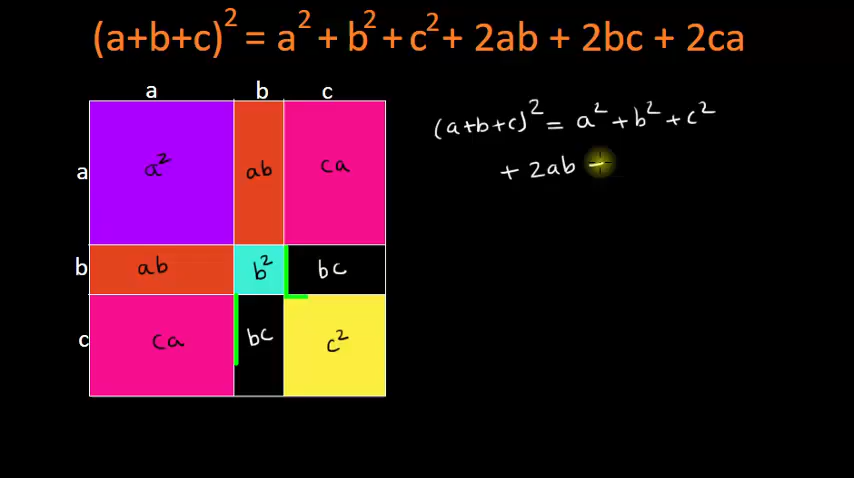 (a+b+c)² = a² + b² + c² + 2ab + 2bc + 2ca
a b c
a a² ab ca
b ab b² bc
c ca bc c²
(a+b+c)² = a² + b² + c²
+ 2ab +